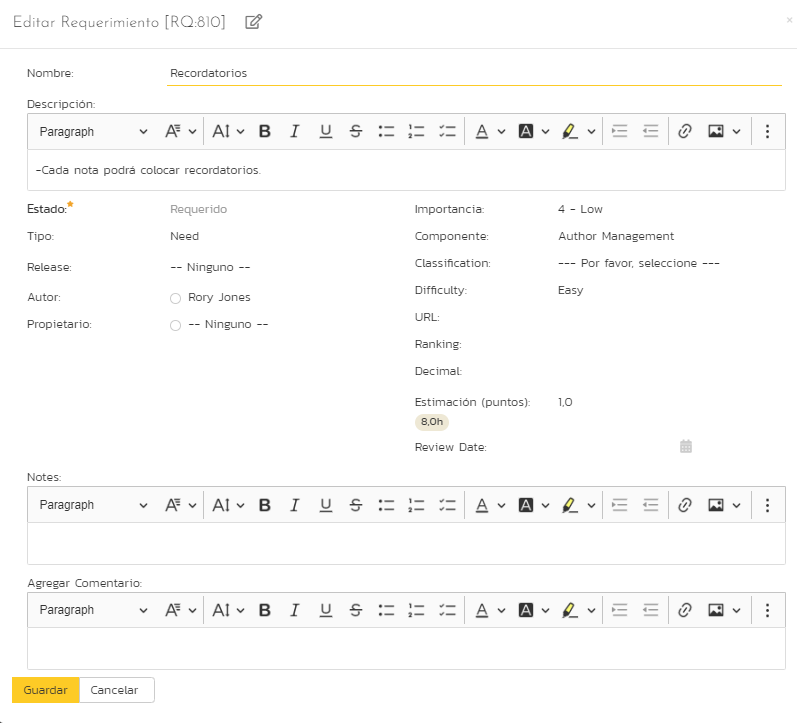 Editar Requerimiento [RQ:810]
×
Nombre: Recordatorios
Descripción:
Paragraph
-Cada nota podrá colocar recordatorios.
Estado:* Requerido
Importancia: 4 - Low
Tipo: Need
Componente: Author Management
Release: -- Ninguno --
Classification: --- Por favor, seleccione ---
Autor: Rory Jones
Difficulty: Easy
Propietario: -- Ninguno --
URL:
Ranking:
Decimal:
Estimación (puntos): 1,0
8,0h
Review Date:
Notes:
Paragraph
Agregar Comentario:
Paragraph
Guardar Cancelar